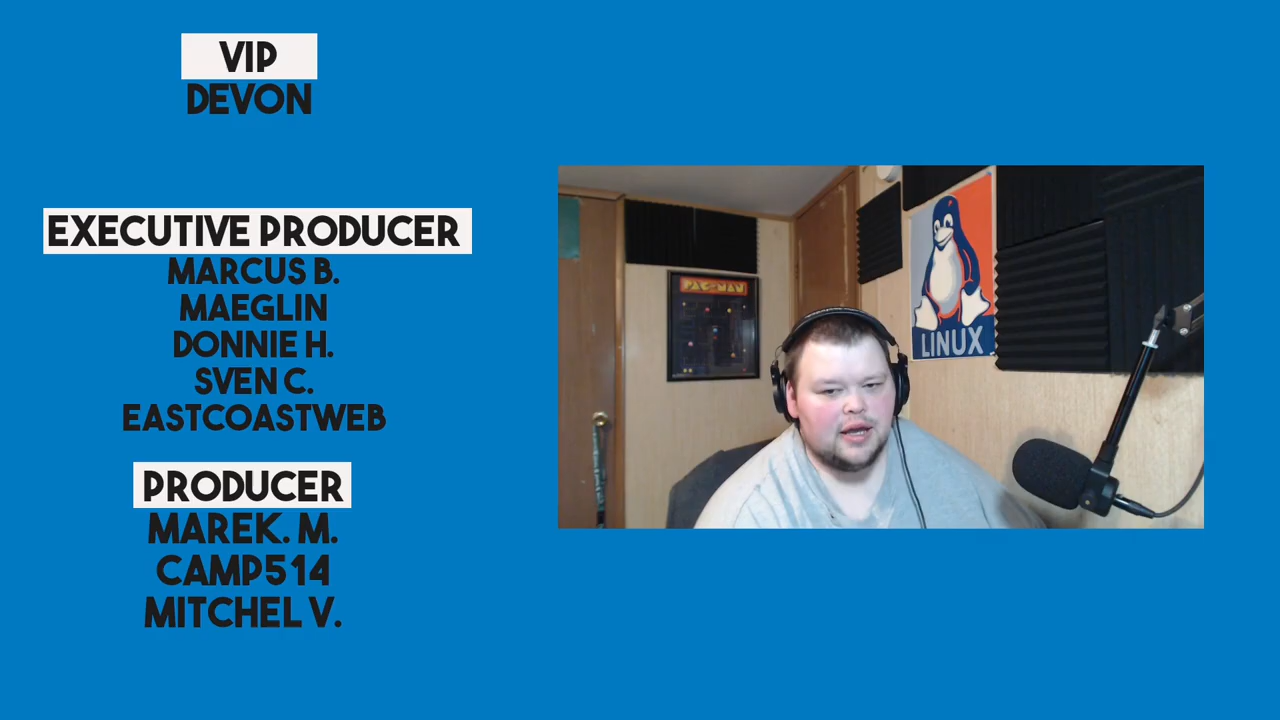 VIP
DEVON
EXECUTIVE PRODUCER
MARCUS B.
MAEGLIN
DONNIE H.
SVEN C.
EASTCOASTWEB
PRODUCER
MAREK. M.
CAMP514
MITCHEL V.
PAC-MAN
LINUX